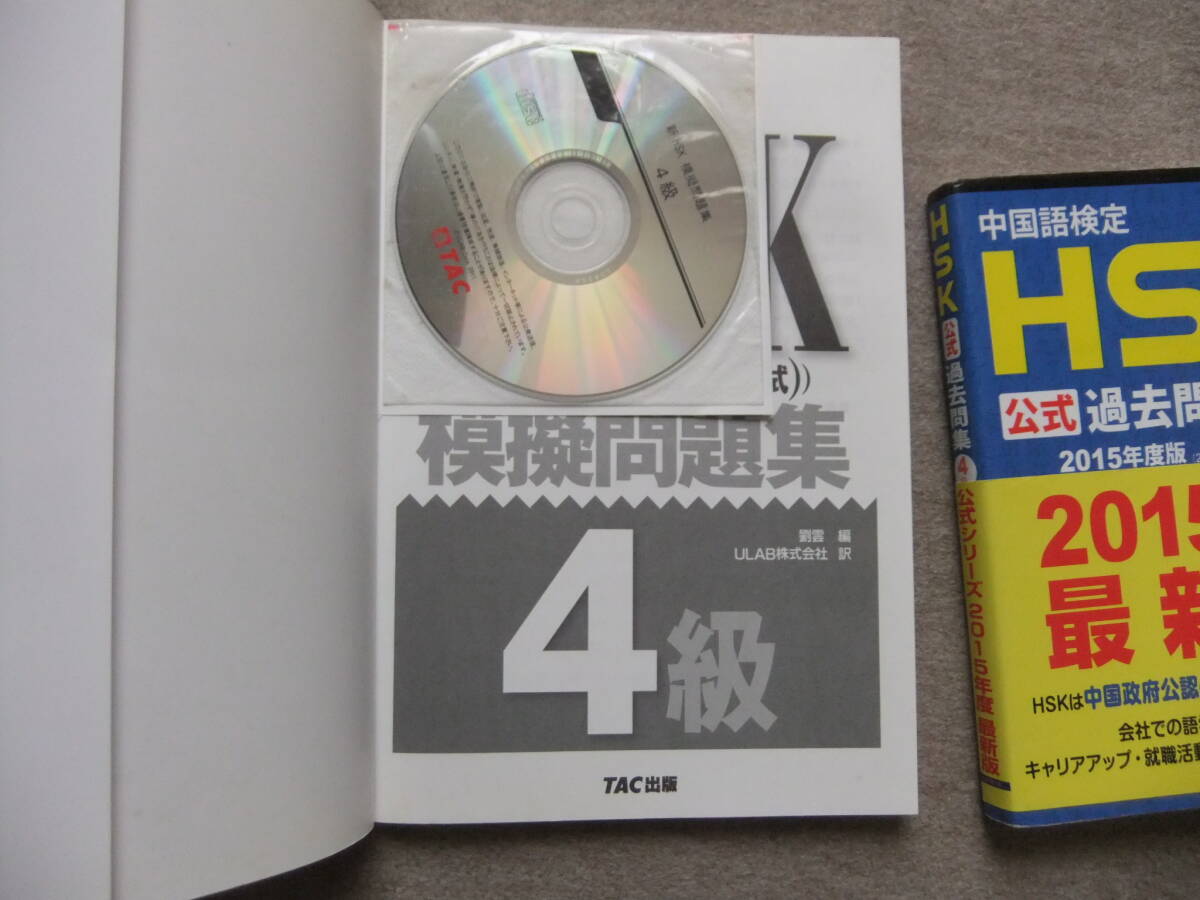 新HSK 模擬問題集
4級
TAC
K
式))
模擬問題集
劉雲 編
ULAB株式会社 訳
4級
TAC出版
HSK 公式 過去問集 4
公式シリーズ 2015年度 最新版
中国語検定
HS
公式 過去問
2015年度版
2015
最新
HSKは中国政府公認
会社での語
キャリアアップ・就職活動